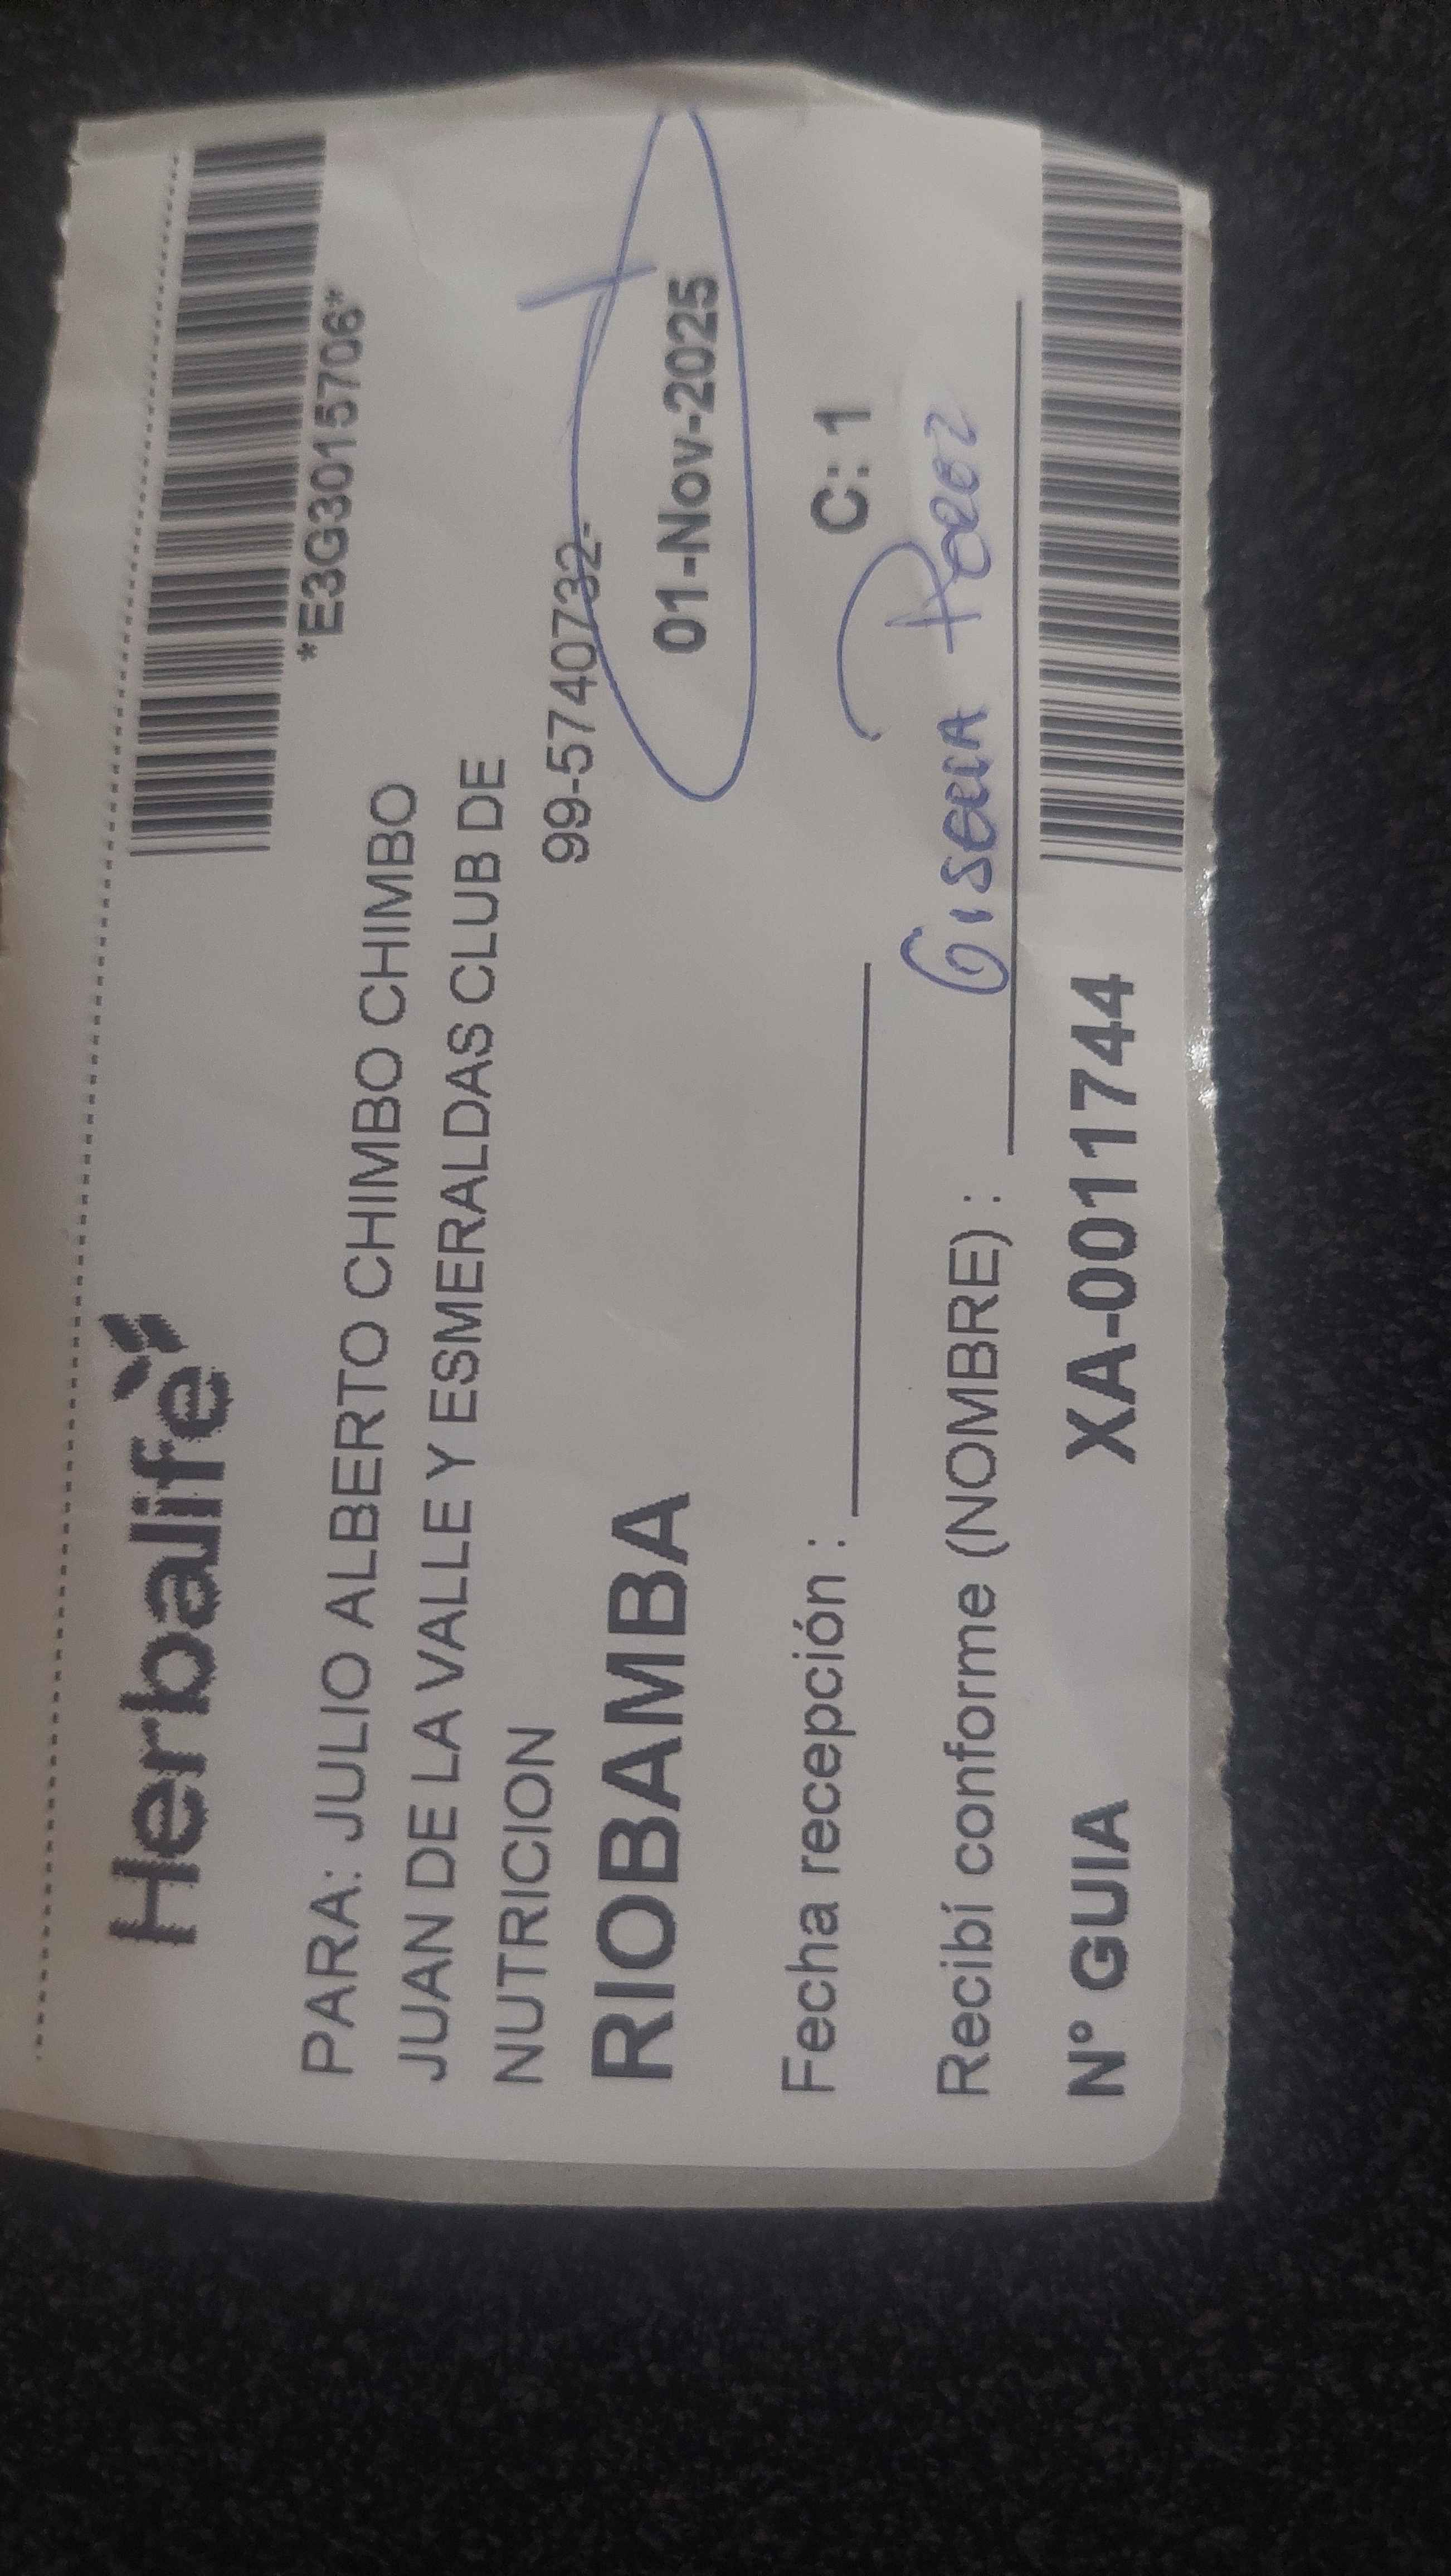 Herbalife
*E3G3015706*
PARA: JULIO ALBERTO CHIMBO CHIMBO
JUAN DE LA VALLE Y ESMERALDAS CLUB DE
NUTRICION
99-5740732-
RIOBAMBA
01-Nov-2025
Fecha recepción :
C: 1
Recibí conforme (NOMBRE) :
N° GUIA XA-0011744